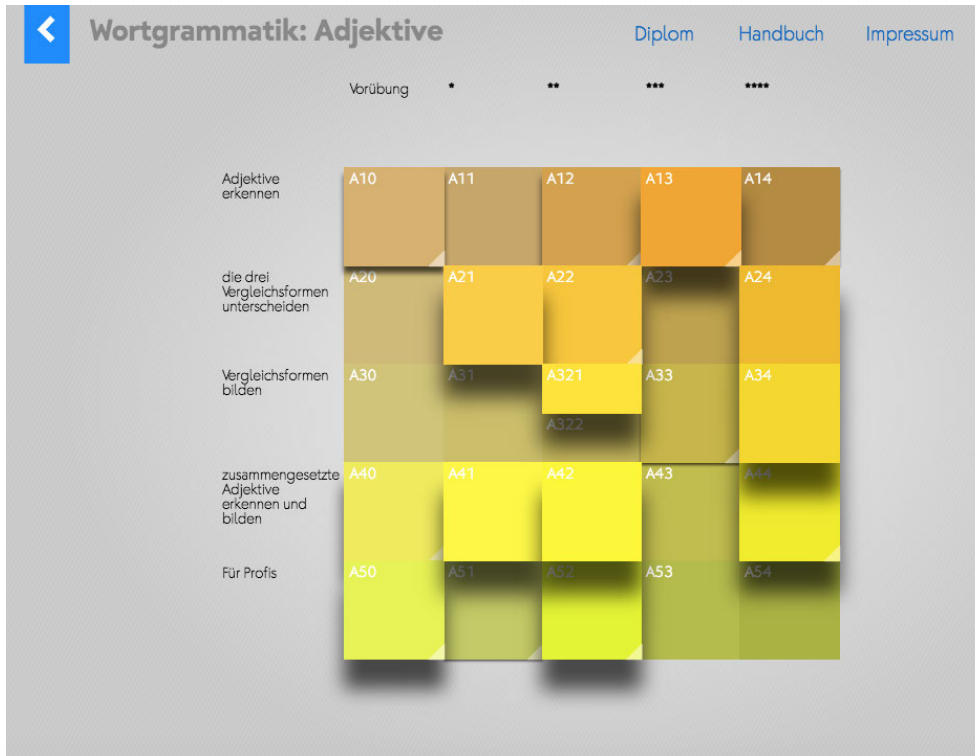 Wortgrammatik: Adjektive
Diplom Handbuch Impressum
Vorübung * ** *** ****
Adjektive
erkennen
A10 A11 A12 A13 A14
die drei
Vergleichsformen
unterscheiden
A20 A21 A22 A23 A24
Vergleichsformen
bilden
A30 A31 A321 A33 A34
A322
zusammengesetzte
Adjektive
erkennen und
bilden
A40 A41 A42 A43 A44
Für Profis
A50 A51 A52 A53 A54